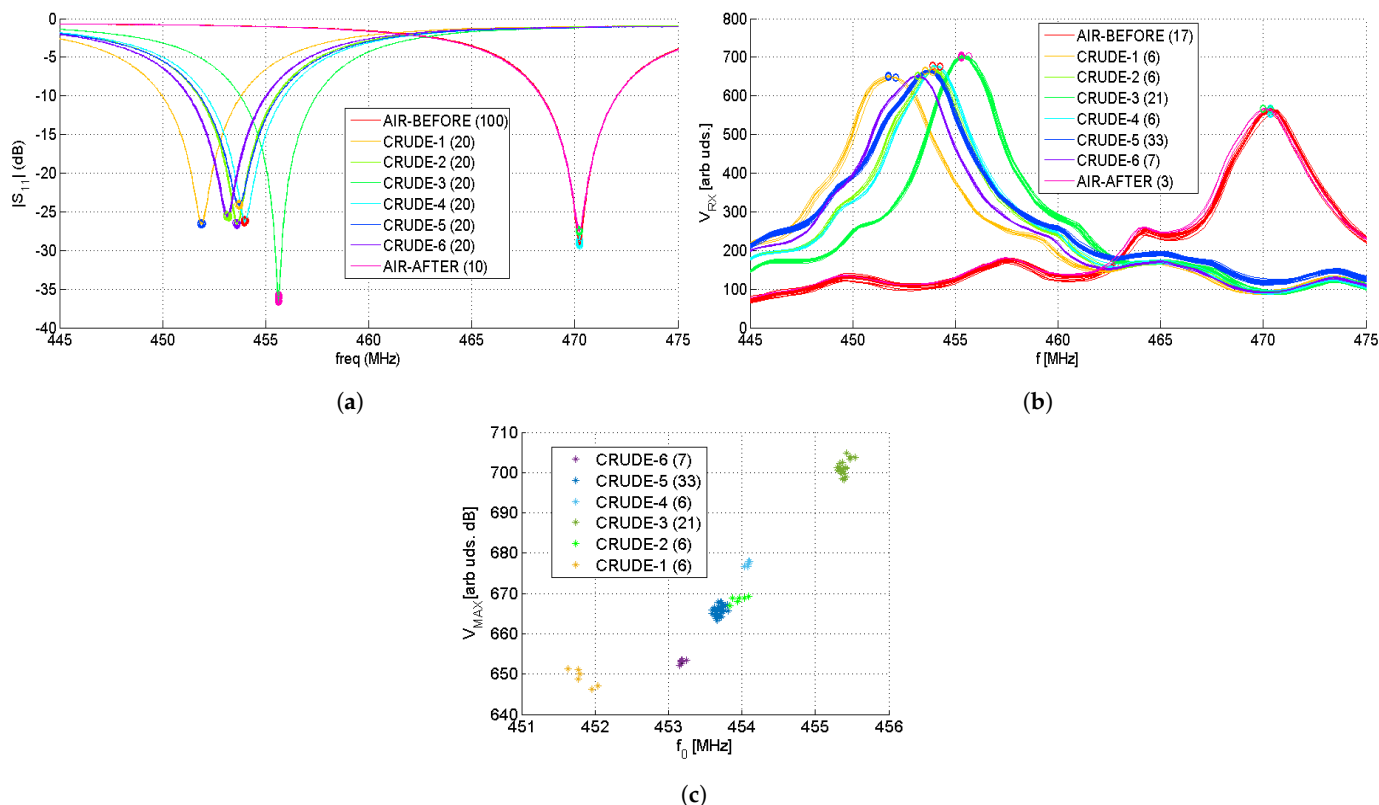 0
-5
-10
-15
-20
-25
-30
-35
-40
|S11| (dB)
445 450 455 460 465 470 475
freq (MHz)
AIR-BEFORE (100)
CRUDE-1 (20)
CRUDE-2 (20)
CRUDE-3 (20)
CRUDE-4 (20)
CRUDE-5 (20)
CRUDE-6 (20)
AIR-AFTER (10)
(a)
800
700
600
500
400
300
200
100
0
VRX [arb uds.]
445 450 455 460 465 470 475
f [MHz]
AIR-BEFORE (17)
CRUDE-1 (6)
CRUDE-2 (6)
CRUDE-3 (21)
CRUDE-4 (6)
CRUDE-5 (33)
CRUDE-6 (7)
AIR-AFTER (3)
(b)
710
700
690
680
670
660
650
640
VMAX[arb uds. dB]
451 452 453 454 455 456
f0 [MHz]
CRUDE-6 (7)
CRUDE-5 (33)
CRUDE-4 (6)
CRUDE-3 (21)
CRUDE-2 (6)
CRUDE-1 (6)
(c)